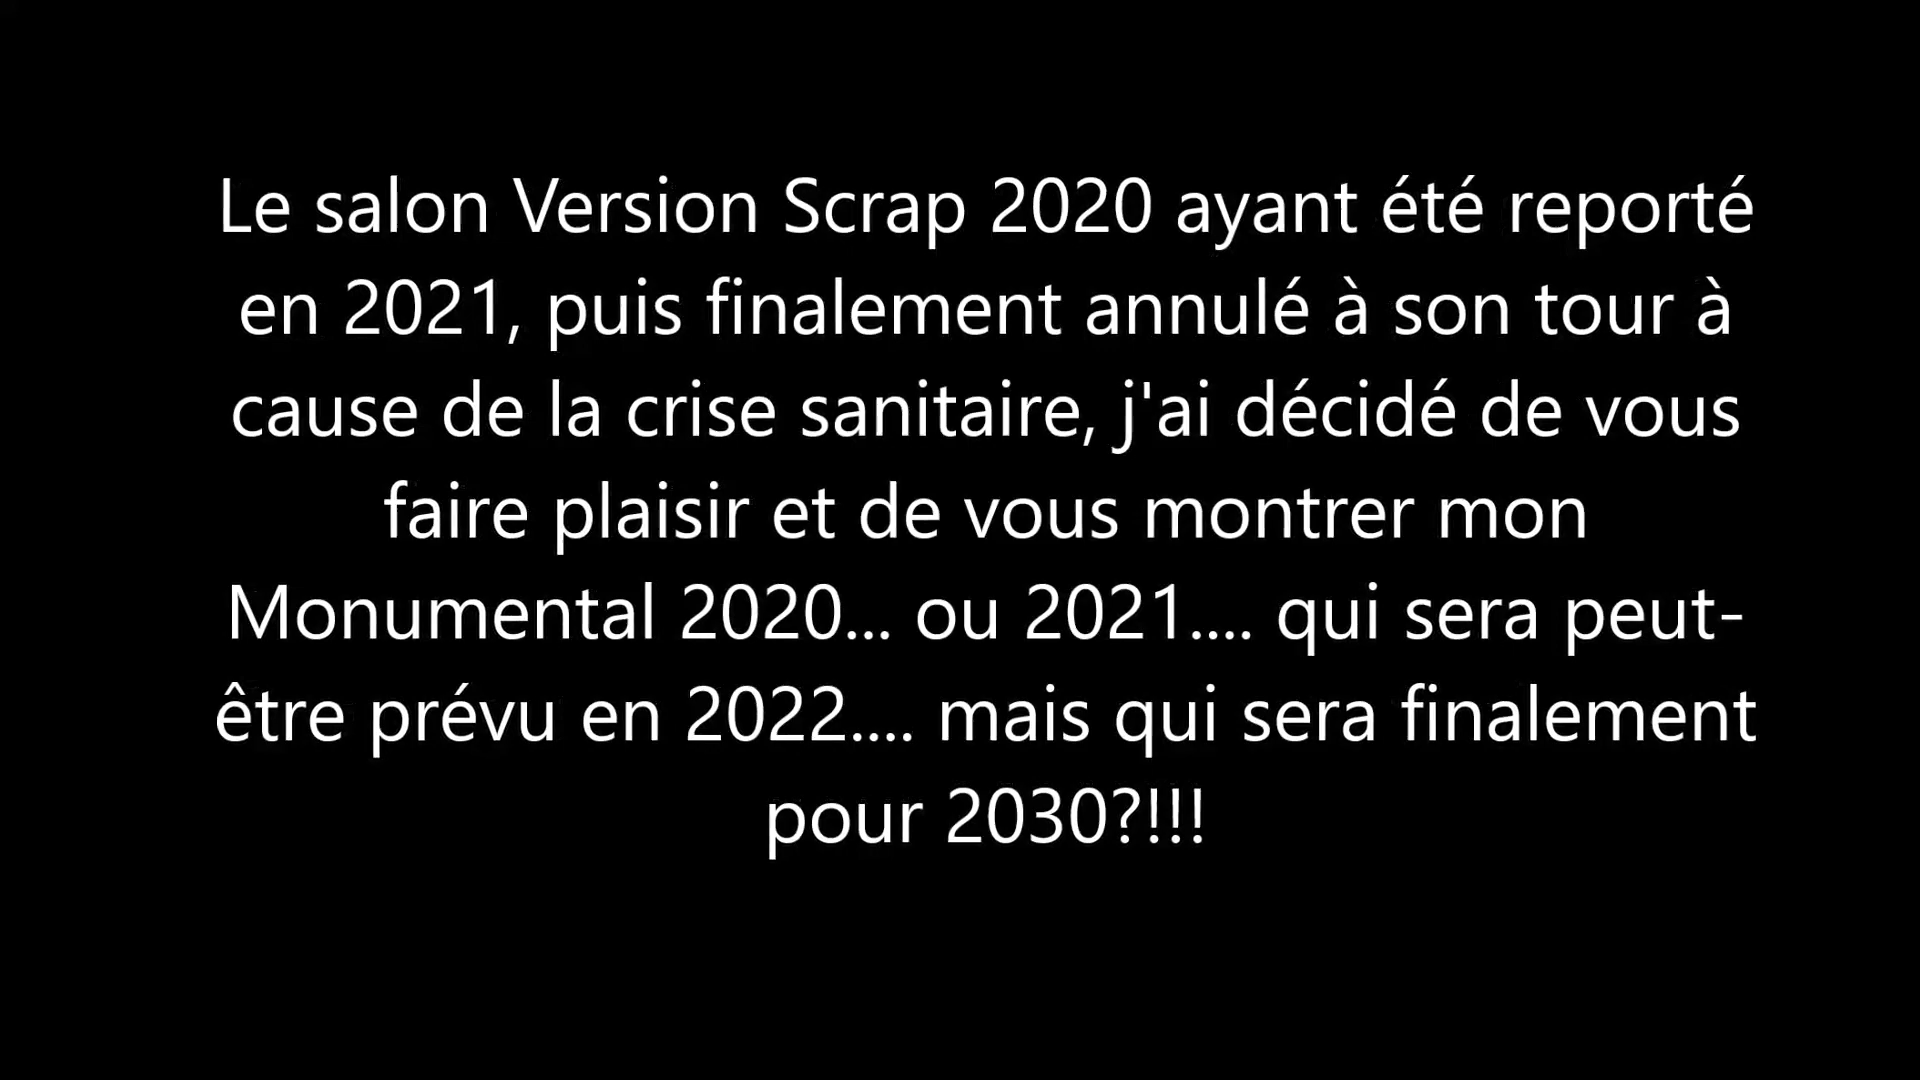 Le salon Version Scrap 2020 ayant été reporté
en 2021, puis finalement annulé à son tour à
cause de la crise sanitaire, j'ai décidé de vous
faire plaisir et de vous montrer mon
Monumental 2020... ou 2021.... qui sera peut-
être prévu en 2022.... mais qui sera finalement
pour 2030?!!!